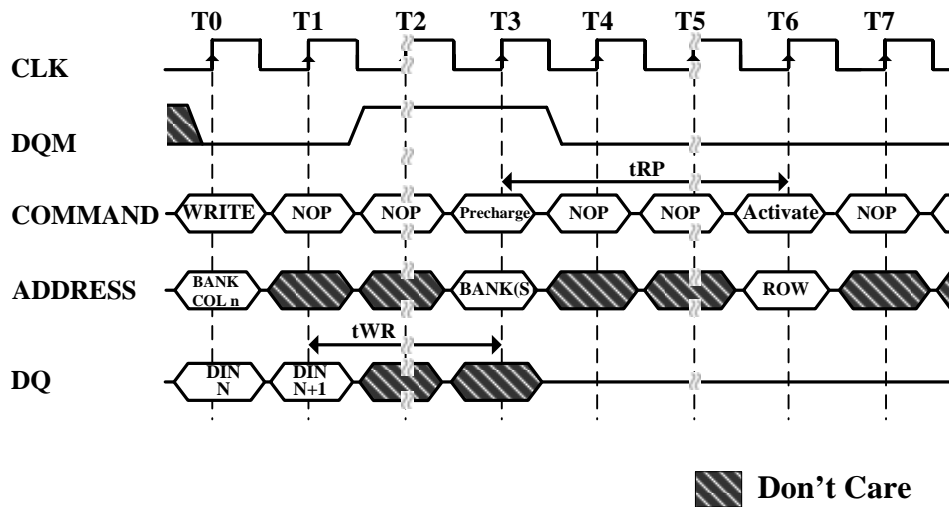 T0 T1 T2 T3 T4 T5 T6 T7
CLK
DQM
tRP
COMMAND WRITE NOP NOP Precharge NOP NOP Activate NOP
ADDRESS BANK COL n BANK(S ROW
tWR
DQ DIN N DIN N+1
Don't Care